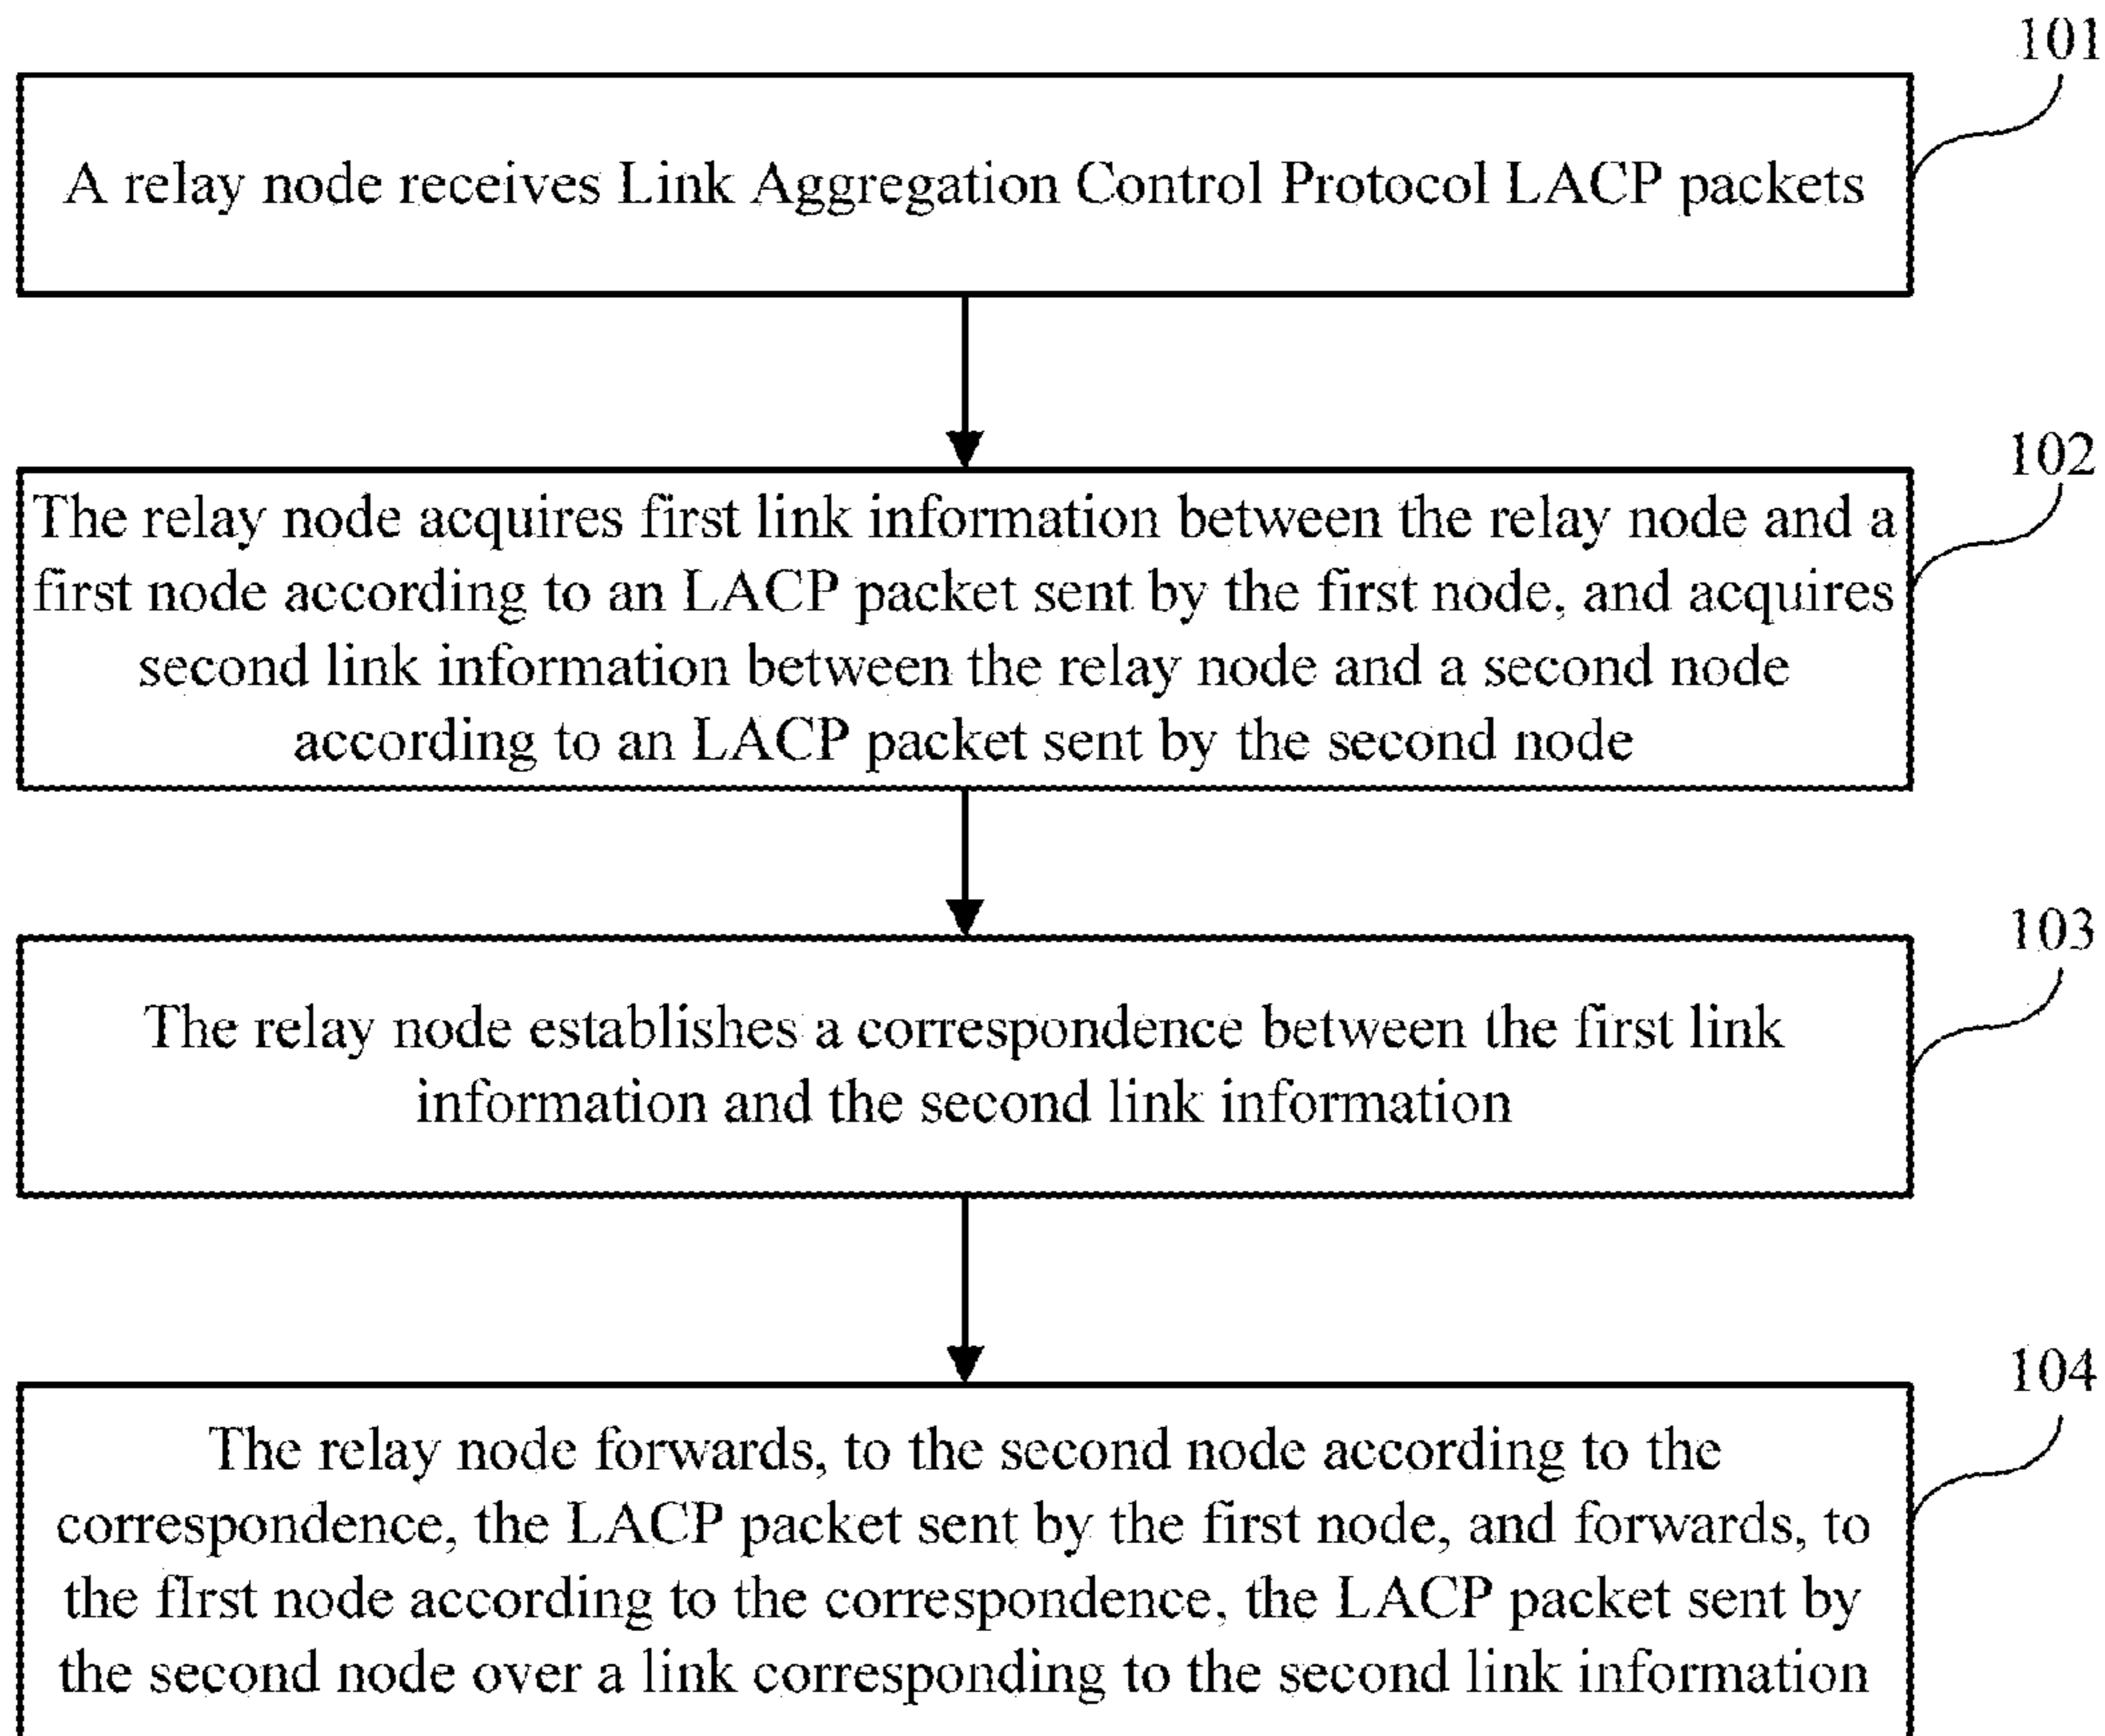 101
A relay node receives Link Aggregation Control Protocol LACP packets
102
The relay node acquires first link information between the relay node and a
first node according to an LACP packet sent by the first node, and acquires
second link information between the relay node and a second node
according to an LACP packet sent by the second node
103
The relay node establishes a correspondence between the first link
information and the second link information
104
The relay node forwards, to the second node according to the
correspondence, the LACP packet sent by the first node, and forwards, to
the fIrst node according to the correspondence, the LACP packet sent by
the second node over a link corresponding to the second link information